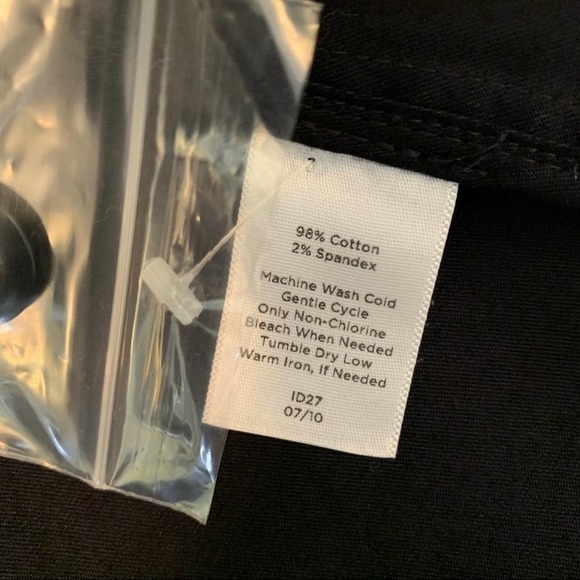 98% Cotton
2% Spandex
Machine Wash Cold
Gentle Cycle
Only Non-Chlorine
Bleach When Needed
Tumble Dry Low
Warm Iron, If Needed
ID27
07/10